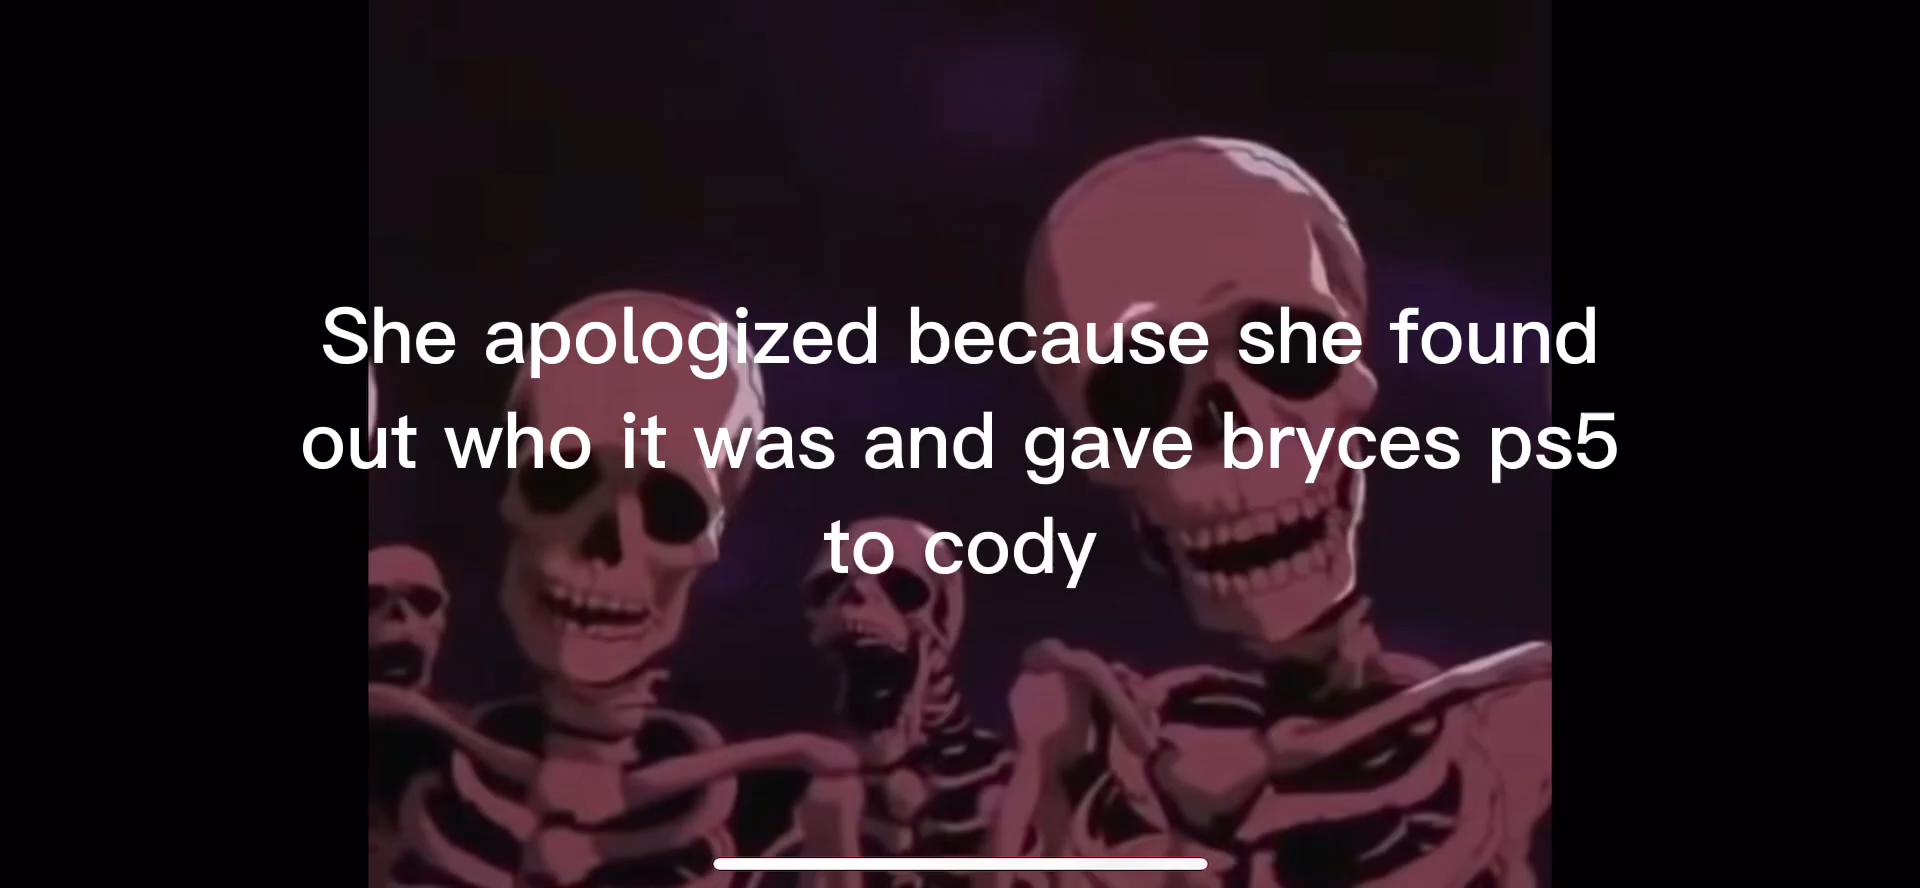 She apologized because she found
out who it was and gave bryces ps5
to cody